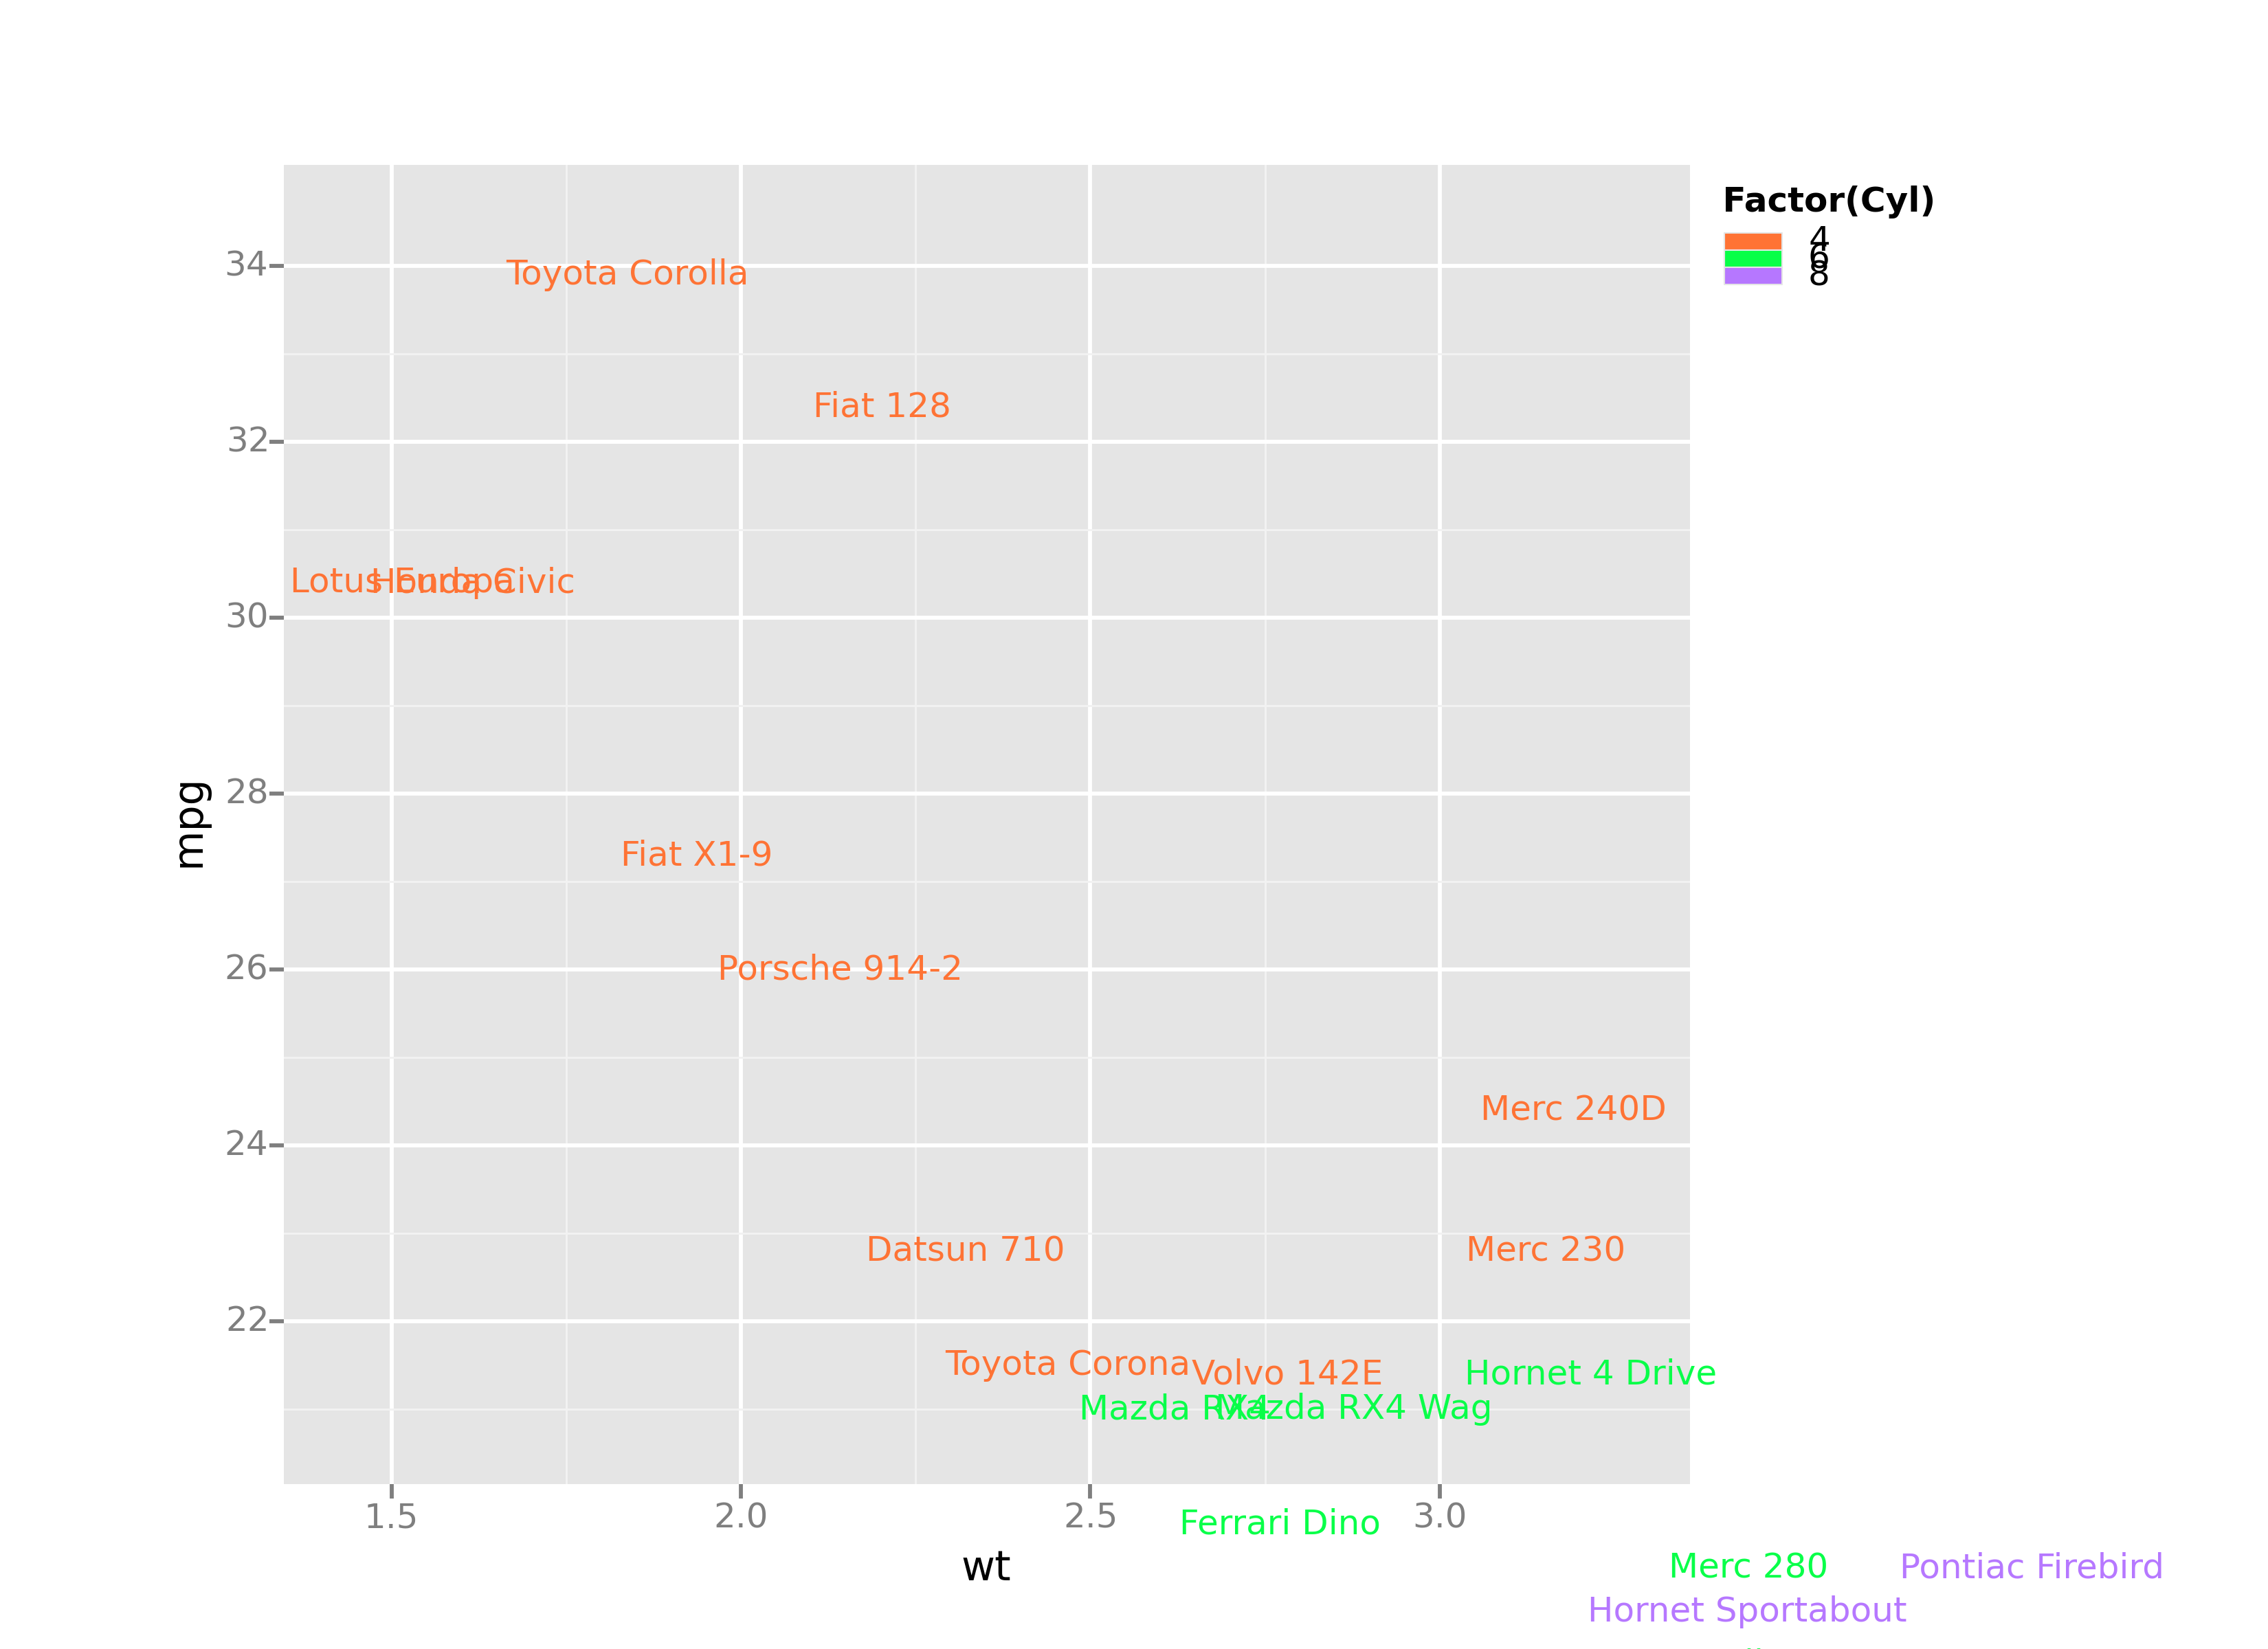 Factor(Cyl)
4
6
8
34
Toyota Corolla
Fiat 128
32
Lotus Europa
Honda Civic
30
28
Fiat X1-9
26
Porsche 914-2
Merc 240D
24
Datsun 710
Merc 230
22
Toyota Corona
Volvo 142E
Hornet 4 Drive
Mazda RX4
Mazda RX4 Wag
mpg
1.5
2.0
2.5
3.0
Ferrari Dino
wt
Merc 280
Pontiac Firebird
Hornet Sportabout